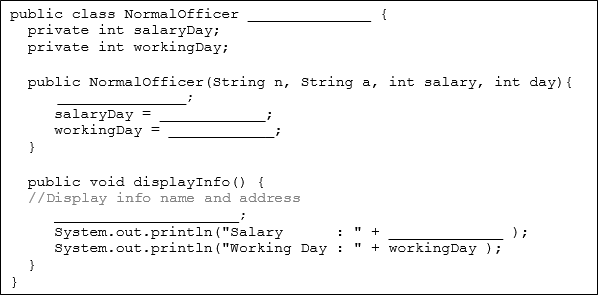 public class NormalOfficer ______________ {
private int salaryDay;
private int workingDay;
public NormalOfficer(String n, String a, int salary, int day){
_______________;
salaryDay = ____________;
workingDay = ____________;
}
public void displayInfo() {
//Display info name and address
_____________________;
System.out.println("Salary      : " + _____________ );
System.out.println("Working Day : " + workingDay );
}
}